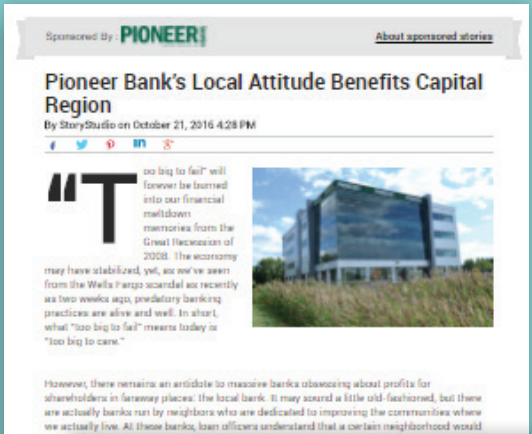 Sponsored By: PIONEER
About sponsored stories
Pioneer Bank's Local Attitude Benefits Capital
Region
By StoryStudio on October 21, 2016 4:28 PM
"Too big to fail" will
forever be burned
into our financial
meltdown
memories from the
Great Recession of
2008. The economy
may have stabilized, yet, as we've seen
from the Wells Fargo scandal as recently
as two weeks ago, predatory banking
practices are alive and well. In short,
what "too big to fail" means today is
"too big to care."
However, there remains an antidote to massive banks obsessing about profits for
shareholders in faraway places: the local bank. It may sound a little old-fashioned, but there
are actually banks run by neighbors who are dedicated to improving the communities where
we actually live. At these banks, loan officers understand that a certain neighborhood would